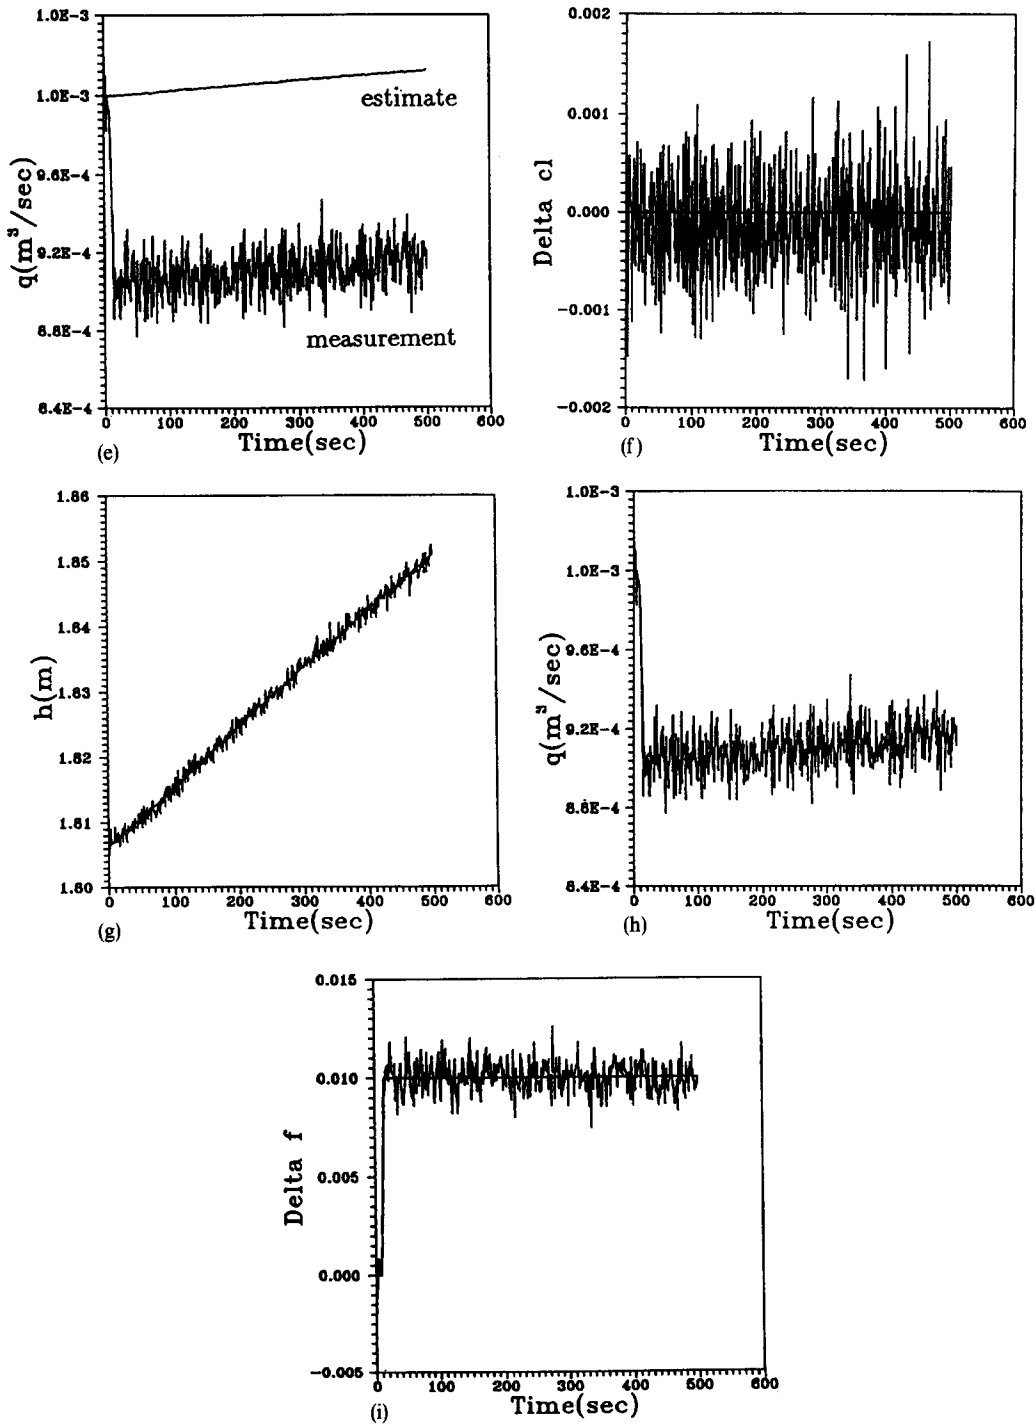 1.0E-3
1.0E-3
9.6E-4
9.2E-4
8.8E-4
8.4E-4
q(m³/sec)
estimate
measurement
0 100 200 300 400 500 600
Time(sec)
(e)
0.002
0.001
0.000
-0.001
-0.002
Delta cl
0 100 200 300 400 500 600
Time(sec)
(f)
1.86
1.85
1.84
1.83
1.82
1.81
1.80
h(m)
0 100 200 300 400 500 600
Time(sec)
(g)
1.0E-3
1.0E-3
9.6E-4
9.2E-4
8.8E-4
8.4E-4
q(m³/sec)
0 100 200 300 400 500 600
Time(sec)
(h)
0.015
0.010
0.005
0.000
-0.005
Delta f
0 100 200 300 400 500 600
Time(sec)
(i)